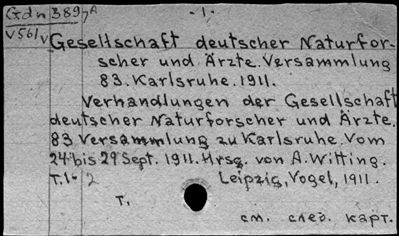 Gdn 3897A -1-
V561v Gesellschaft deutscher Naturfor-
scher und Ärzte. Versammlung
83. Karlsruhe. 1911.
Verhandlungen der Gesellschaft
deutscher Naturforscher und Ärzte.
83 Versammlung zu Karlsruhe. Vom
24 bis 29 Sept. 1911. Hrsg. von A. Witting.
T.1- 2 Leipzig, Vogel, 1911.
т. см. след. карт.